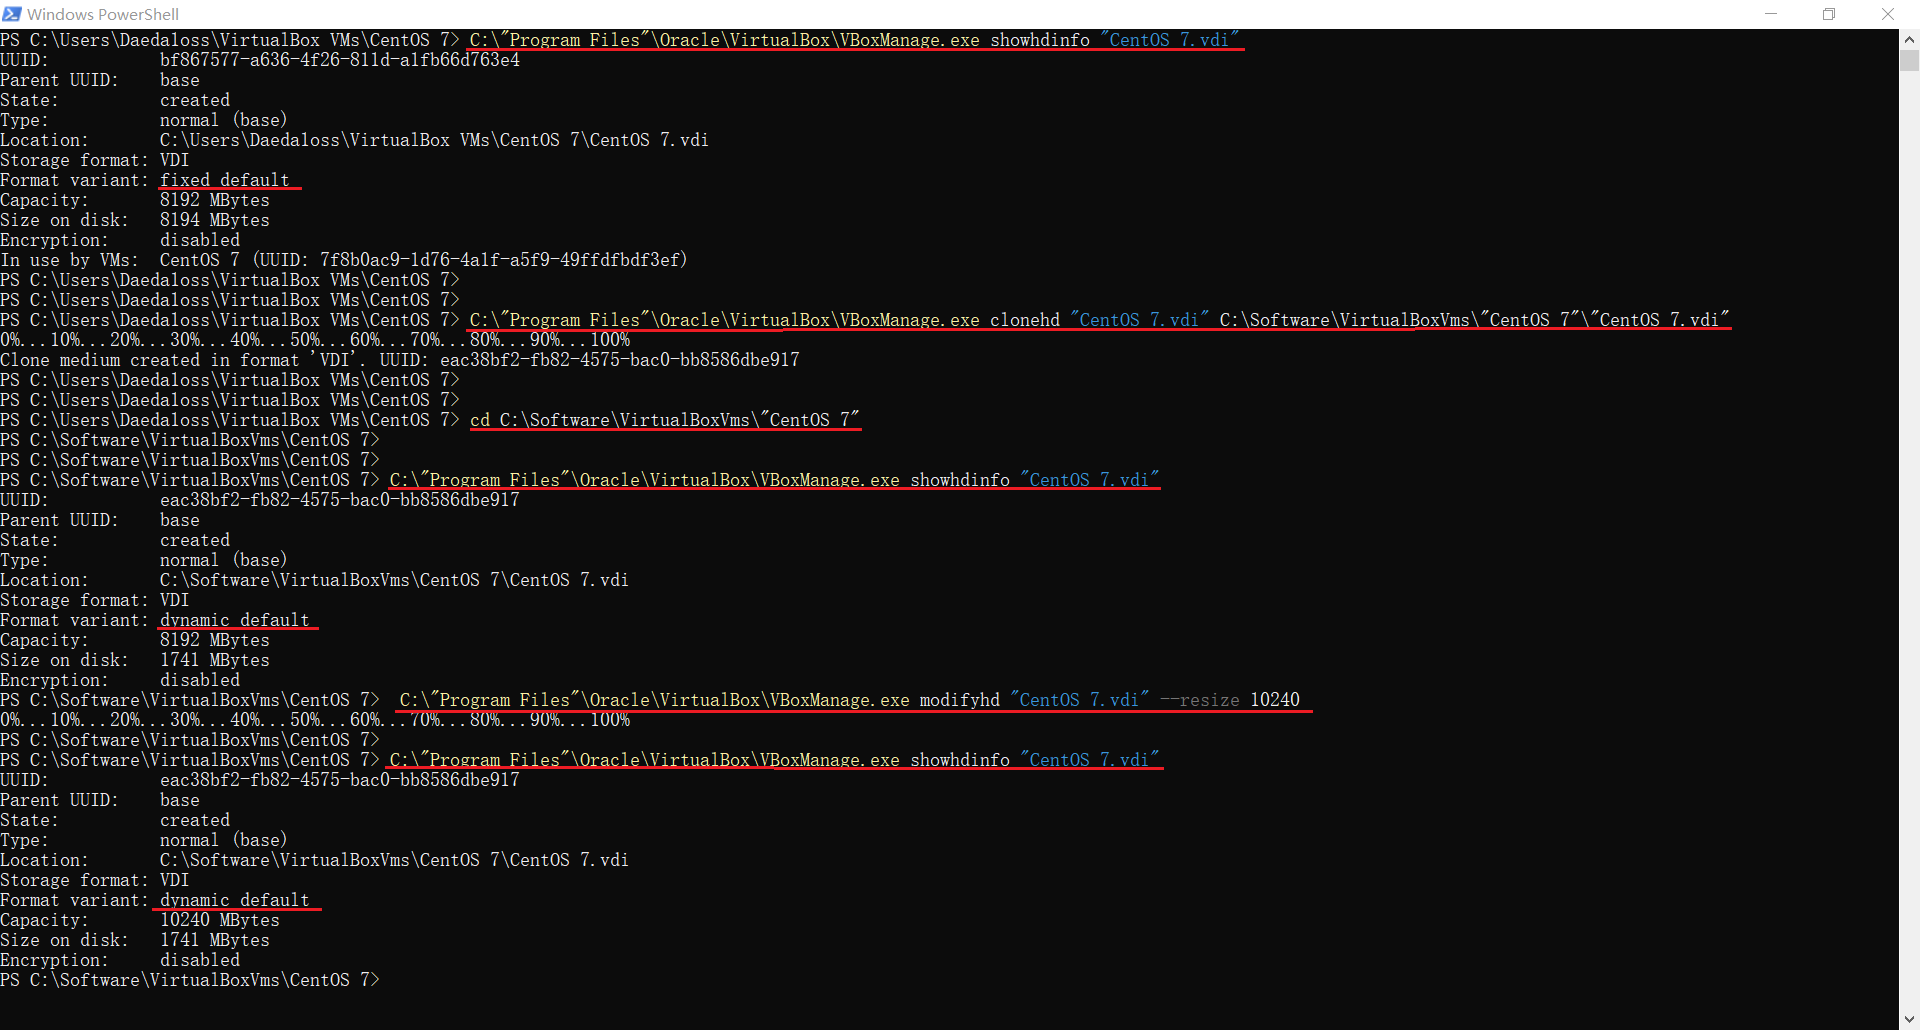 Windows PowerShell
PS C:\Users\Daedaloss\VirtualBox VMs\CentOS 7> C:\"Program Files"\Oracle\VirtualBox\VBoxManage.exe showhdinfo "CentOS 7.vdi"
UUID:           bf867577-a636-4f26-811d-a1fb66d763e4
Parent UUID:    base
State:          created
Type:           normal (base)
Location:       C:\Users\Daedaloss\VirtualBox VMs\CentOS 7\CentOS 7.vdi
Storage format: VDI
Format variant: fixed default
Capacity:       8192 MBytes
Size on disk:   8194 MBytes
Encryption:     disabled
In use by VMs:  CentOS 7 (UUID: 7f8b0ac9-1d76-4a1f-a5f9-49ffdfbdf3ef)
PS C:\Users\Daedaloss\VirtualBox VMs\CentOS 7>
PS C:\Users\Daedaloss\VirtualBox VMs\CentOS 7>
PS C:\Users\Daedaloss\VirtualBox VMs\CentOS 7> C:\"Program Files"\Oracle\VirtualBox\VBoxManage.exe clonehd "CentOS 7.vdi" C:\Software\VirtualBoxVms\"CentOS 7"\"CentOS 7.vdi"
0%...10%...20%...30%...40%...50%...60%...70%...80%...90%...100%
Clone medium created in format 'VDI'. UUID: eac38bf2-fb82-4575-bac0-bb8586dbe917
PS C:\Users\Daedaloss\VirtualBox VMs\CentOS 7>
PS C:\Users\Daedaloss\VirtualBox VMs\CentOS 7>
PS C:\Users\Daedaloss\VirtualBox VMs\CentOS 7> cd C:\Software\VirtualBoxVms\"CentOS 7"
PS C:\Software\VirtualBoxVms\CentOS 7>
PS C:\Software\VirtualBoxVms\CentOS 7>
PS C:\Software\VirtualBoxVms\CentOS 7> C:\"Program Files"\Oracle\VirtualBox\VBoxManage.exe showhdinfo "CentOS 7.vdi"
UUID:           eac38bf2-fb82-4575-bac0-bb8586dbe917
Parent UUID:    base
State:          created
Type:           normal (base)
Location:       C:\Software\VirtualBoxVms\CentOS 7\CentOS 7.vdi
Storage format: VDI
Format variant: dynamic default
Capacity:       8192 MBytes
Size on disk:   1741 MBytes
Encryption:     disabled
PS C:\Software\VirtualBoxVms\CentOS 7>  C:\"Program Files"\Oracle\VirtualBox\VBoxManage.exe modifyhd "CentOS 7.vdi" --resize 10240
0%...10%...20%...30%...40%...50%...60%...70%...80%...90%...100%
PS C:\Software\VirtualBoxVms\CentOS 7>
PS C:\Software\VirtualBoxVms\CentOS 7> C:\"Program Files"\Oracle\VirtualBox\VBoxManage.exe showhdinfo "CentOS 7.vdi"
UUID:           eac38bf2-fb82-4575-bac0-bb8586dbe917
Parent UUID:    base
State:          created
Type:           normal (base)
Location:       C:\Software\VirtualBoxVms\CentOS 7\CentOS 7.vdi
Storage format: VDI
Format variant: dynamic default
Capacity:       10240 MBytes
Size on disk:   1741 MBytes
Encryption:     disabled
PS C:\Software\VirtualBoxVms\CentOS 7>